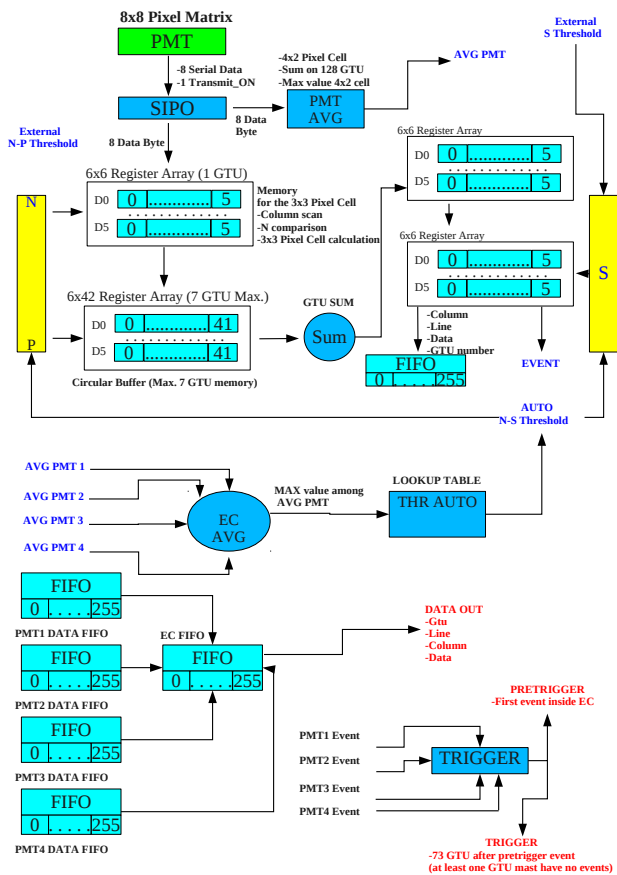 8x8 Pixel Matrix
PMT
-8 Serial Data
-1 Transmit_ON
SIPO
8 Data
Byte
-4x2 Pixel Cell
-Sum on 128 GTU
-Max value 4x2 cell
PMT
AVG
AVG PMT
External
S Threshold
External
N-P Threshold
8 Data Byte
6x6 Register Array (1 GTU)
D0 0 ............. 5
. . . . . . . . . . . .
D5 0 ............. 5
Memory
for the 3x3 Pixel Cell
-Column scan
-N comparison
-3x3 Pixel Cell calculation
6x6 Register Array
D0 0 ............. 5
. . . . . . . . . . . .
D5 0 ............. 5
6x6 Register Array
D0 0 ............. 5
. . . . . . . . . . . .
D5 0 ............. 5
N
P
S
6x42 Register Array (7 GTU Max.)
D0 0 ............. 41
. . . . . . . . . . . .
D5 0 ............. 41
Circular Buffer (Max. 7 GTU memory)
GTU SUM
Sum
-Column
-Line
-Data
-GTU number
FIFO
0 . . . . . 255
EVENT
AUTO
N-S Threshold
AVG PMT 1
AVG PMT 2
AVG PMT 3
AVG PMT 4
EC
AVG
MAX value among
AVG PMT
LOOKUP TABLE
THR AUTO
FIFO
0 . . . . . 255
PMT1 DATA FIFO
FIFO
0 . . . . . 255
PMT2 DATA FIFO
FIFO
0 . . . . . 255
PMT3 DATA FIFO
FIFO
0 . . . . . 255
PMT4 DATA FIFO
EC FIFO
FIFO
0 . . . . . 255
DATA OUT
-Gtu
-Line
-Column
-Data
PRETRIGGER
-First event inside EC
PMT1 Event
PMT2 Event
PMT3 Event
PMT4 Event
TRIGGER
TRIGGER
-73 GTU after pretrigger event
(at least one GTU mast have no events)